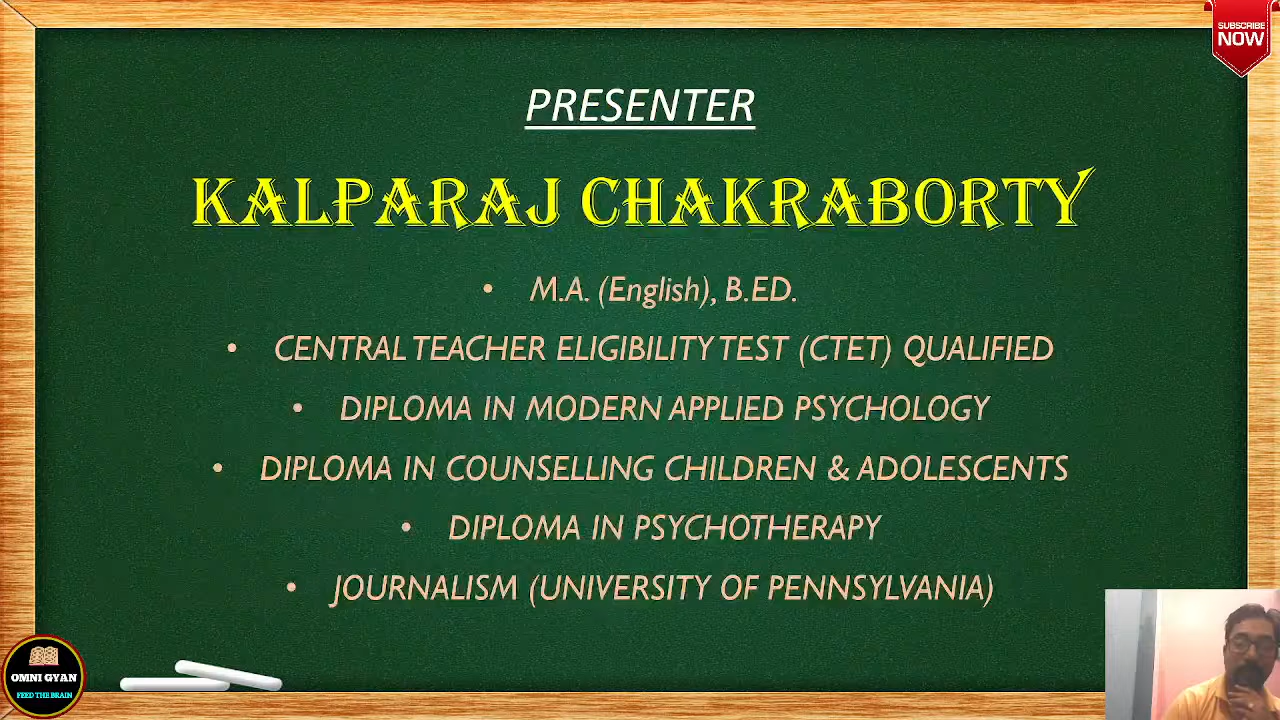 SUBSCRIBE
NOW
PRESENTER
KALPARAJ CHAKRABORTY
• M.A. (English), B.ED.
• CENTRAL TEACHER ELIGIBILITY TEST (CTET) QUALIFIED
• DIPLOMA IN MODERN APPLIED PSYCHOLOGY
• DIPLOMA IN COUNSELLING CHILDREN & ADOLESCENTS
• DIPLOMA IN PSYCHOTHERAPY
• JOURNALISM (UNIVERSITY OF PENNSYLVANIA)
OMNI GYAN
FEED THE BRAIN